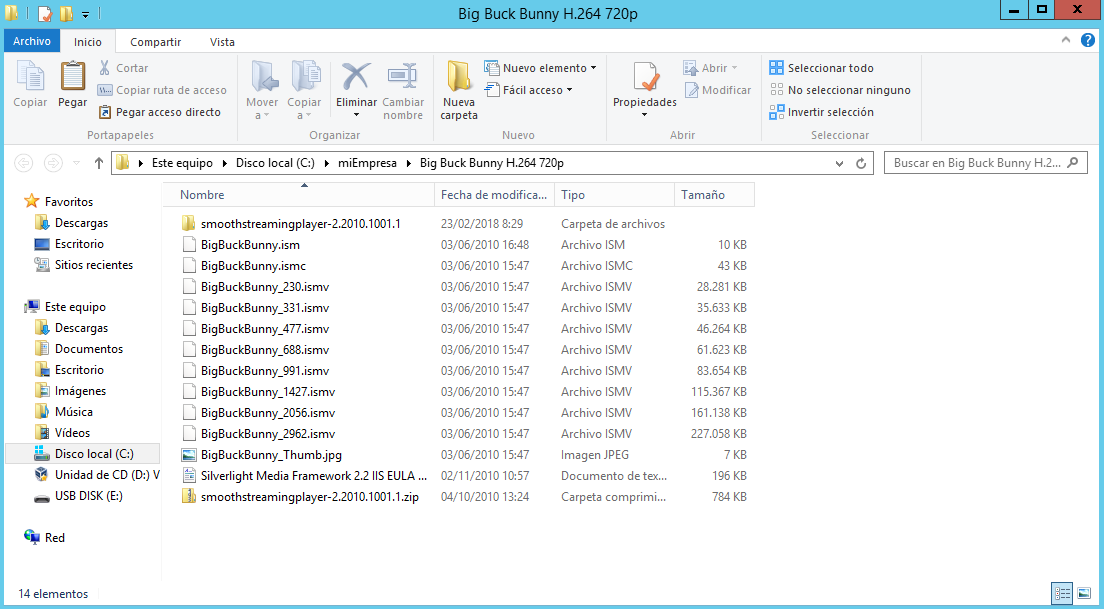 Big Buck Bunny H.264 720p
Archivo Inicio Compartir Vista
Copiar
Pegar
Cortar
Copiar ruta de acceso
Pegar acceso directo
Portapapeles
Mover a
Copiar a
Eliminar
Cambiar nombre
Organizar
Nueva carpeta
Nuevo elemento
Fácil acceso
Nuevo
Propiedades
Abrir
Modificar
Abrir
Seleccionar todo
No seleccionar ninguno
Invertir selección
Seleccionar
Este equipo Disco local (C:) miEmpresa Big Buck Bunny H.264 720p
Buscar en Big Buck Bunny H.2...
Favoritos
Descargas
Escritorio
Sitios recientes
Este equipo
Descargas
Documentos
Escritorio
Imágenes
Música
Vídeos
Disco local (C:)
Unidad de CD (D:) V
USB DISK (E:)
Red
Nombre Fecha de modifica... Tipo Tamaño
smoothstreamingplayer-2.2010.1001.1 23/02/2018 8:29 Carpeta de archivos
BigBuckBunny.ism 03/06/2010 16:48 Archivo ISM 10 KB
BigBuckBunny.ismc 03/06/2010 15:47 Archivo ISMC 43 KB
BigBuckBunny_230.ismv 03/06/2010 15:47 Archivo ISMV 28.281 KB
BigBuckBunny_331.ismv 03/06/2010 15:47 Archivo ISMV 35.633 KB
BigBuckBunny_477.ismv 03/06/2010 15:47 Archivo ISMV 46.264 KB
BigBuckBunny_688.ismv 03/06/2010 15:47 Archivo ISMV 61.623 KB
BigBuckBunny_991.ismv 03/06/2010 15:47 Archivo ISMV 83.654 KB
BigBuckBunny_1427.ismv 03/06/2010 15:47 Archivo ISMV 115.367 KB
BigBuckBunny_2056.ismv 03/06/2010 15:47 Archivo ISMV 161.138 KB
BigBuckBunny_2962.ismv 03/06/2010 15:47 Archivo ISMV 227.058 KB
BigBuckBunny_Thumb.jpg 03/06/2010 15:47 Imagen JPEG 7 KB
Silverlight Media Framework 2.2 IIS EULA ... 02/11/2010 10:57 Documento de tex... 196 KB
smoothstreamingplayer-2.2010.1001.1.zip 04/10/2010 13:24 Carpeta comprimi... 784 KB
14 elementos